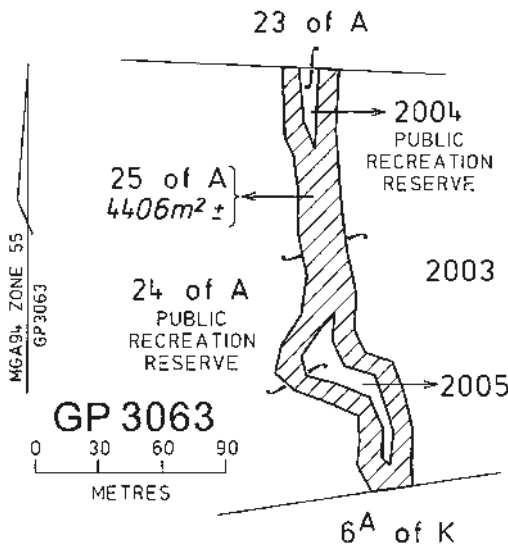 23 of A
2004
PUBLIC
RECREATION
RESERVE
25 of A
4406m² ±
2003
24 of A
PUBLIC
RECREATION
RESERVE
2005
MGA94 ZONE 55
GP3063
GP 3063
0 30 60 90
METRES
6A of K